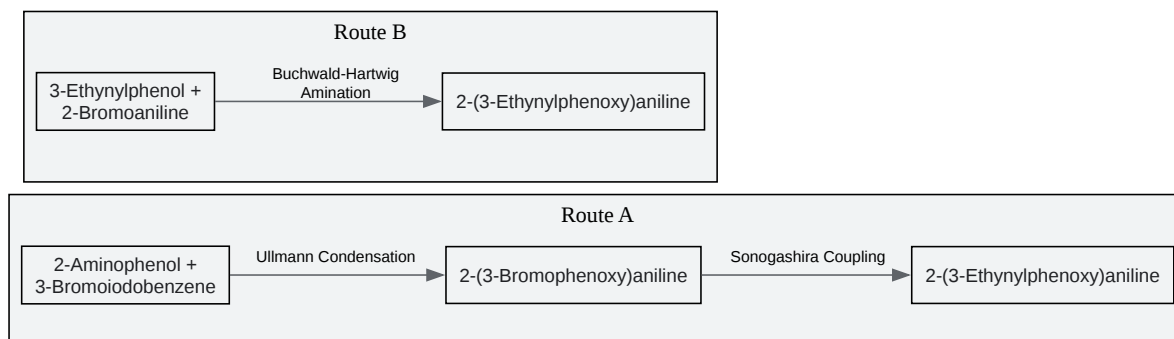 Route B
3-Ethynylphenol +
2-Bromoaniline
Buchwald-Hartwig
Amination
2-(3-Ethynylphenoxy)aniline
Route A
2-Aminophenol +
3-Bromoiodobenzene
Ullmann Condensation
2-(3-Bromophenoxy)aniline
Sonogashira Coupling
2-(3-Ethynylphenoxy)aniline